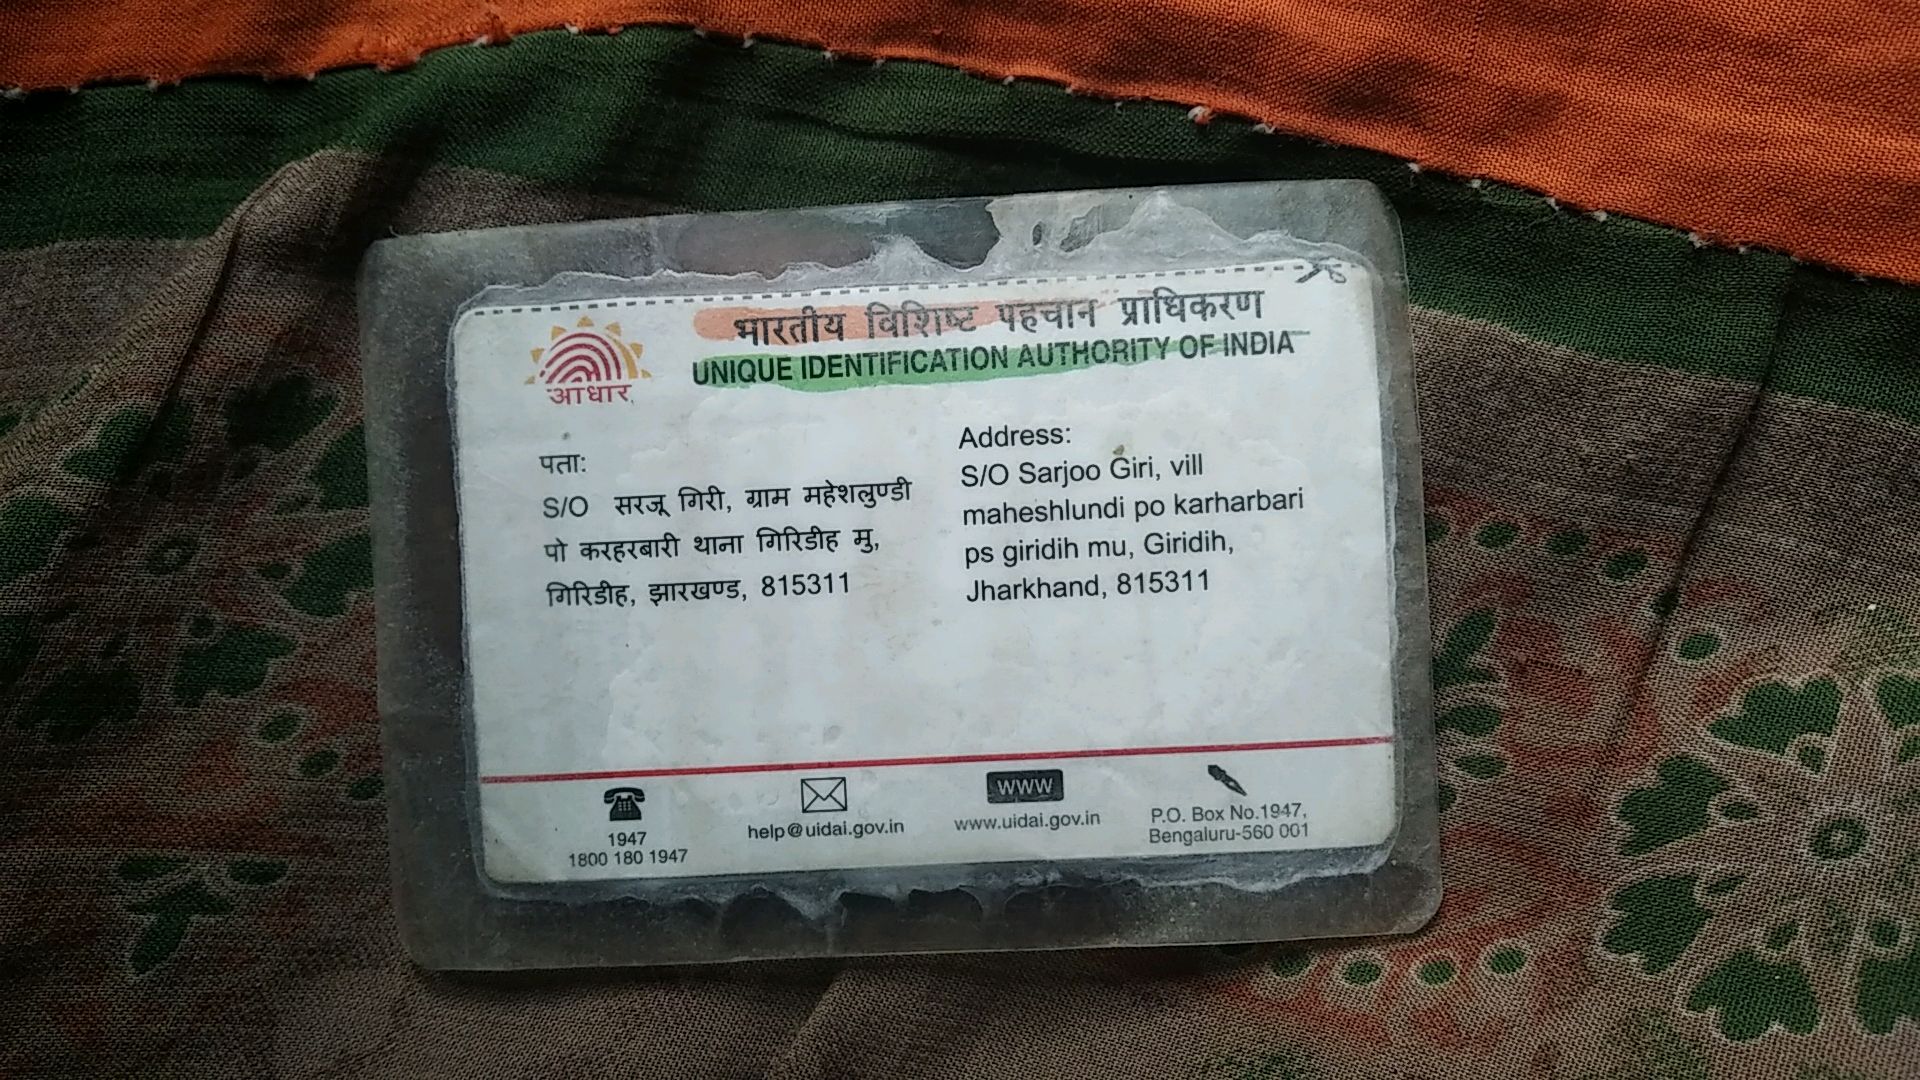 भारतीय विशिष्ट पहचान प्राधिकरण
UNIQUE IDENTIFICATION AUTHORITY OF INDIA
आधार
पता:
S/O सरजू गिरी, ग्राम महेशलुण्डी
पो करहरबारी थाना गिरिडीह मु,
गिरिडीह, झारखण्ड, 815311
Address:
S/O Sarjoo Giri, vill
maheshlundi po karharbari
ps giridih mu, Giridih,
Jharkhand, 815311
1947
1800 180 1947
help@uidai.gov.in
www
www.uidai.gov.in
P.O. Box No.1947,
Bengaluru-560 001